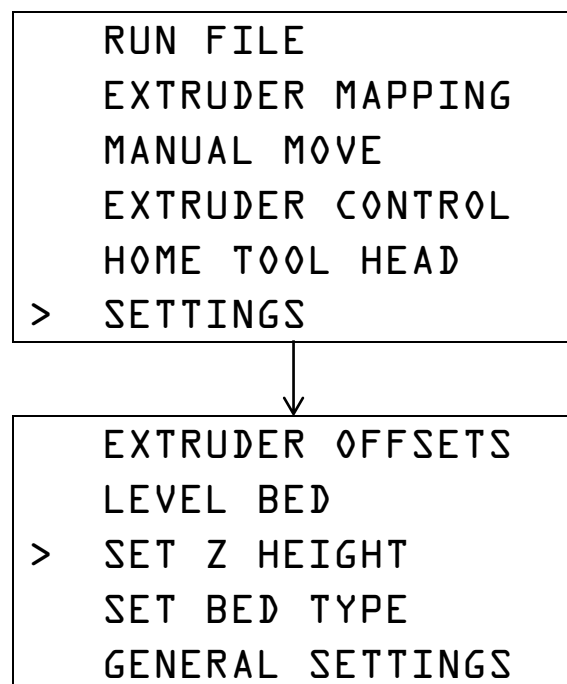 RUN FILE
EXTRUDER MAPPING
MANUAL MOVE
EXTRUDER CONTROL
HOME TOOL HEAD
> SETTINGS
EXTRUDER OFFSETS
LEVEL BED
> SET Z HEIGHT
SET BED TYPE
GENERAL SETTINGS